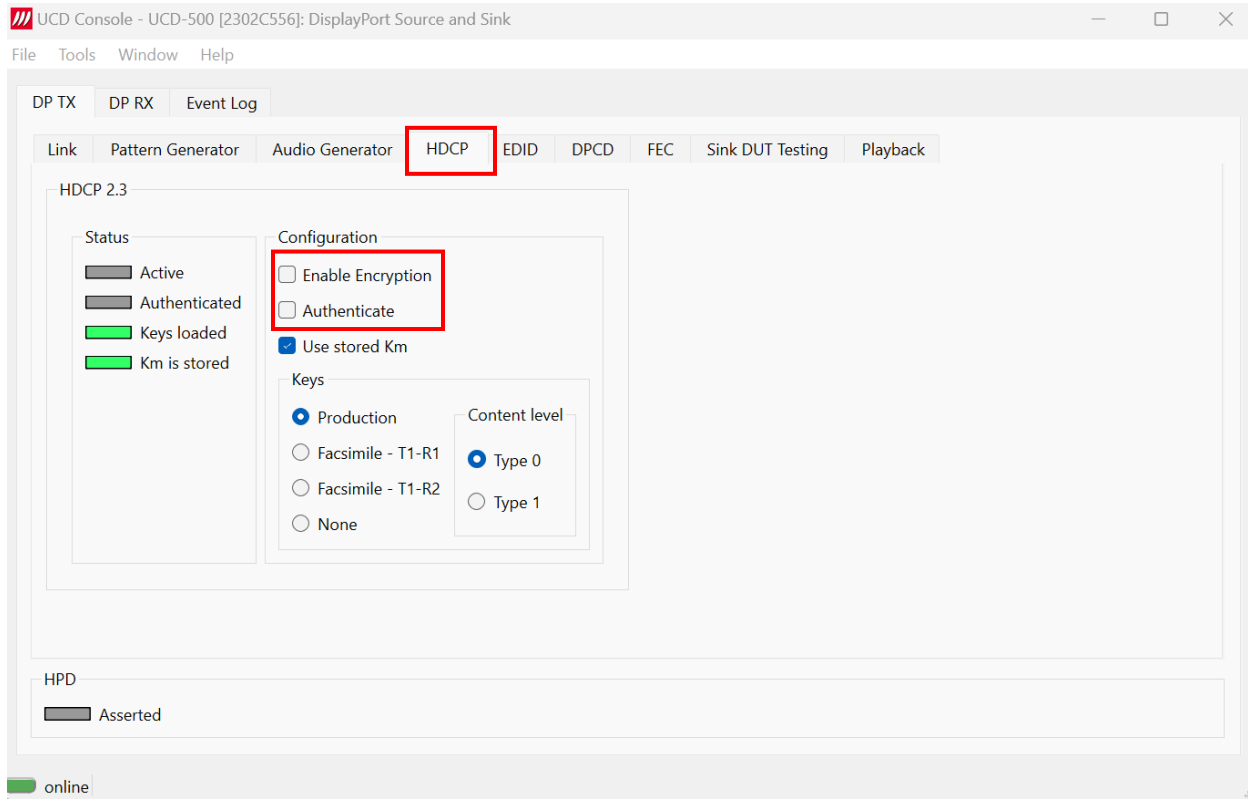 UCD Console - UCD-500 [2302C556]: DisplayPort Source and Sink
File Tools Window Help
DP TX DP RX Event Log
Link Pattern Generator Audio Generator HDCP EDID DPCD FEC Sink DUT Testing Playback
HDCP 2.3
Status
Active
Authenticated
Keys loaded
Km is stored
Configuration
Enable Encryption
Authenticate
Use stored Km
Keys
Production
Facsimile - T1-R1
Facsimile - T1-R2
None
Content level
Type 0
Type 1
HPD
Asserted
online